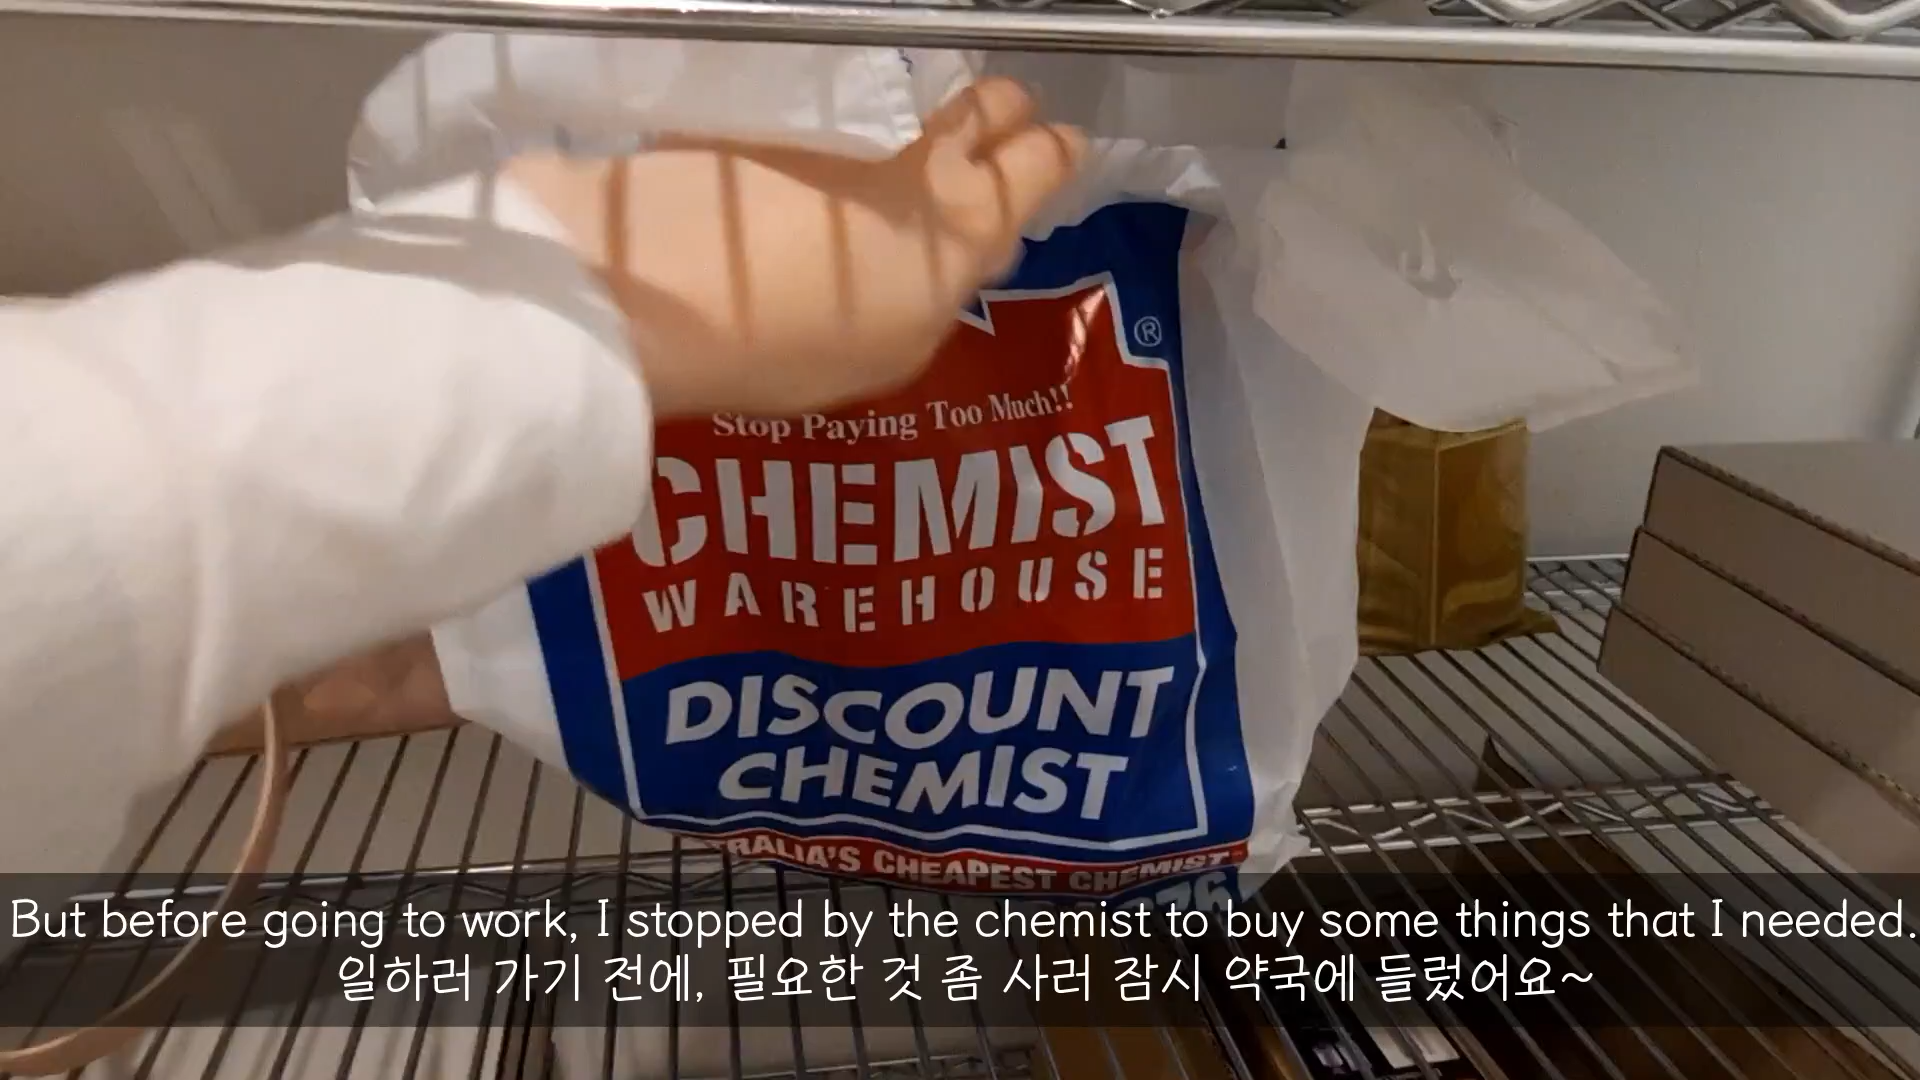 ®
Stop Paying Too Much!!
CHEMIST
WAREHOUSE
DISCOUNT
CHEMIST
CHEAPEST CHEMIST
But before going to work, I stopped by the chemist to buy some things that I needed.
일하러 가기 전에, 필요한 것 좀 사러 잠시 약국에 들렀어요~